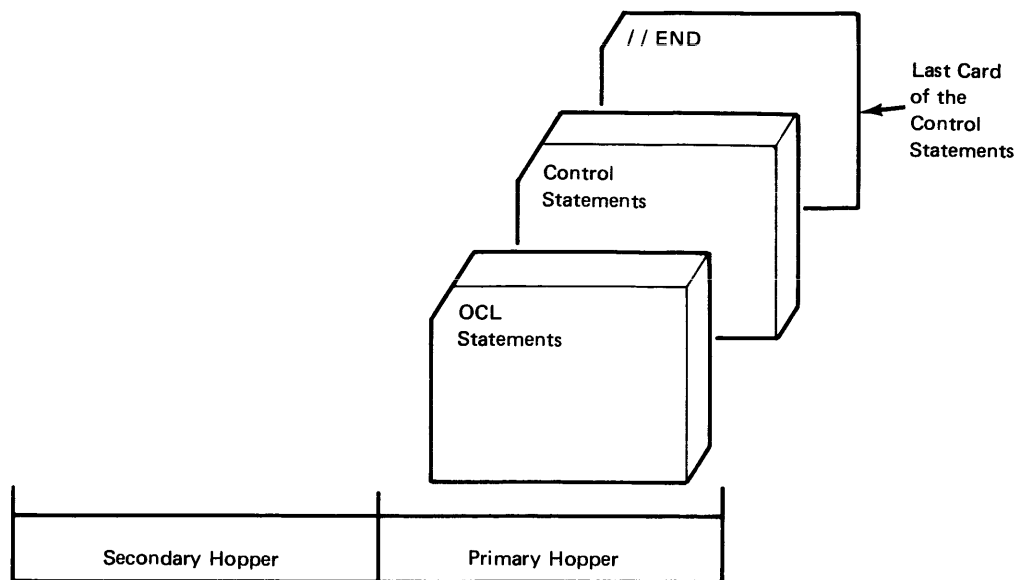 // END
Last Card
of the
Control
Statements
Control
Statements
OCL
Statements
Secondary Hopper
Primary Hopper